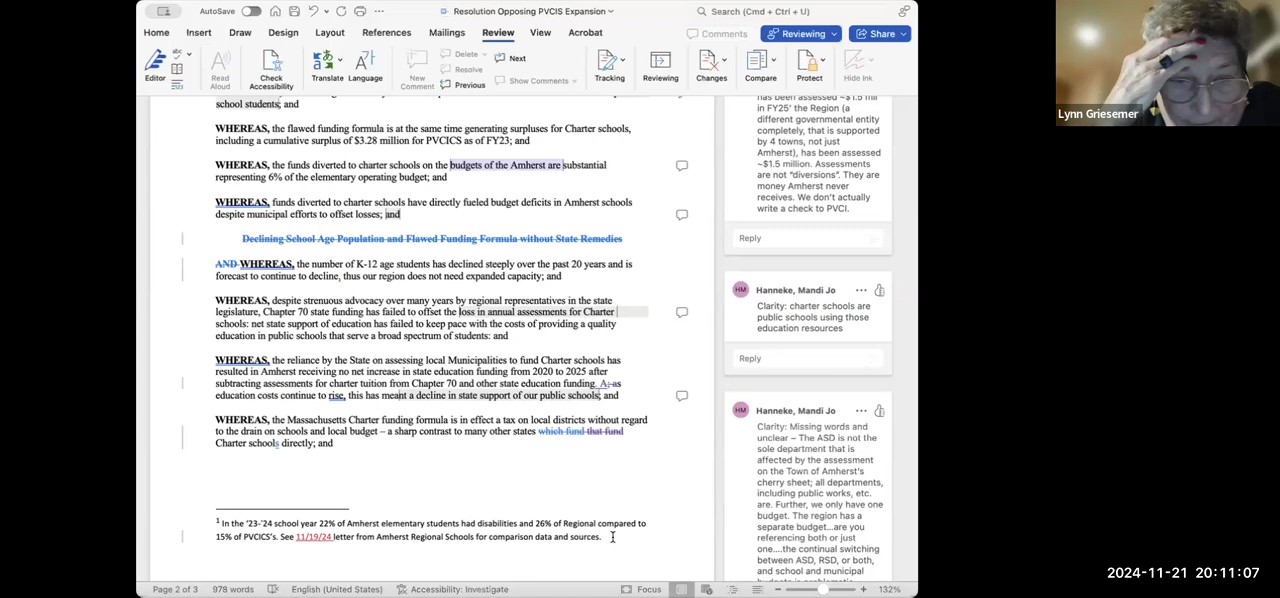 AutoSave
Resolution Opposing PVCIS Expansion
Search (Cmd + Ctrl + U)
Home Insert Draw Design Layout References Mailings Review View Acrobat
Comments Reviewing Share
Editor
Read Aloud
Check Accessibility
Translate Language
New Comment
Delete
Resolve
Previous
Next
Show Comments
Tracking
Reviewing
Changes
Compare
Protect
Hide Ink
school students; and
WHEREAS, the flawed funding formula is at the same time generating surpluses for Charter schools,
including a cumulative surplus of $3.28 million for PVCICS as of FY23; and
WHEREAS, the funds diverted to charter schools on the budgets of the Amherst are substantial
representing 6% of the elementary operating budget; and
WHEREAS, funds diverted to charter schools have directly fueled budget deficits in Amherst schools
despite municipal efforts to offset losses; and
Declining School Age Population and Flawed Funding Formula without State Remedies
AND WHEREAS, the number of K-12 age students has declined steeply over the past 20 years and is
forecast to continue to decline, thus our region does not need expanded capacity; and
WHEREAS, despite strenuous advocacy over many years by regional representatives in the state
legislature, Chapter 70 state funding has failed to offset the loss in annual assessments for Charter
schools: net state support of education has failed to keep pace with the costs of providing a quality
education in public schools that serve a broad spectrum of students: and
WHEREAS, the reliance by the State on assessing local Municipalities to fund Charter schools has
resulted in Amherst receiving no net increase in state education funding from 2020 to 2025 after
subtracting assessments for charter tuition from Chapter 70 and other state education funding. A; as
education costs continue to rise, this has meant a decline in state support of our public schools; and
WHEREAS, the Massachusetts Charter funding formula is in effect a tax on local districts without regard
to the drain on schools and local budget – a sharp contrast to many other states which fund that fund
Charter schools directly; and
1 In the '23-'24 school year 22% of Amherst elementary students had disabilities and 26% of Regional compared to
15% of PVCICS's. See 11/19/24 letter from Amherst Regional Schools for comparison data and sources.
has been assessed ~$1.5 mil
in FY25' the Region (a
different governmental entity
completely, that is supported
by 4 towns, not just
Amherst), has been assessed
~$1.5 million. Assessments
are not "diversions". They are
money Amherst never
receives. We don't actually
write a check to PVCI.
Reply
HM Hanneke, Mandi Jo
Clarity: charter schools are
public schools using those
education resources
Reply
HM Hanneke, Mandi Jo
Clarity: Missing words and
unclear – The ASD is not the
sole department that is
affected by the assessment
on the Town of Amherst's
cherry sheet; all departments,
including public works, etc.
are. Further, we only have one
budget. The region has a
separate budget...are you
referencing both or just
one....the continual switching
between ASD, RSD, or both,
and school and municipal
Page 2 of 3 978 words English (United States) Accessibility: Investigate Focus 132%
Lynn Griesemer
2024-11-21 20:11:07